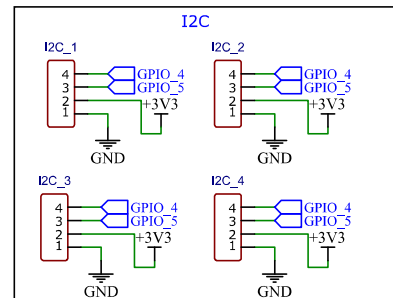 I2C
I2C_1
4 GPIO_4
3 GPIO_5
2 +3V3
1
GND
I2C_2
4 GPIO_4
3 GPIO_5
2 +3V3
1
GND
I2C_3
4 GPIO_4
3 GPIO_5
2 +3V3
1
GND
I2C_4
4 GPIO_4
3 GPIO_5
2 +3V3
1
GND